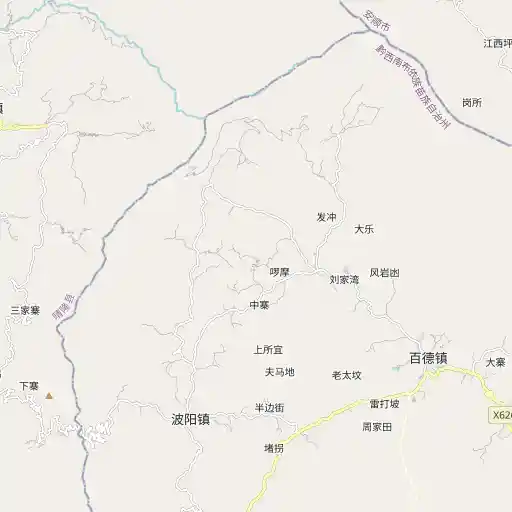 安顺市
江西坪
黔西南布依族苗族自治州
岗所
镇
发冲
大乐
啰摩
刘家湾
风岩凼
三家寨
晴隆县
中寨
上所宜
百德镇
大寨
夫马地
老太坟
下寨
半边街
雷打坡
波阳镇
X620
周家田
堵拐